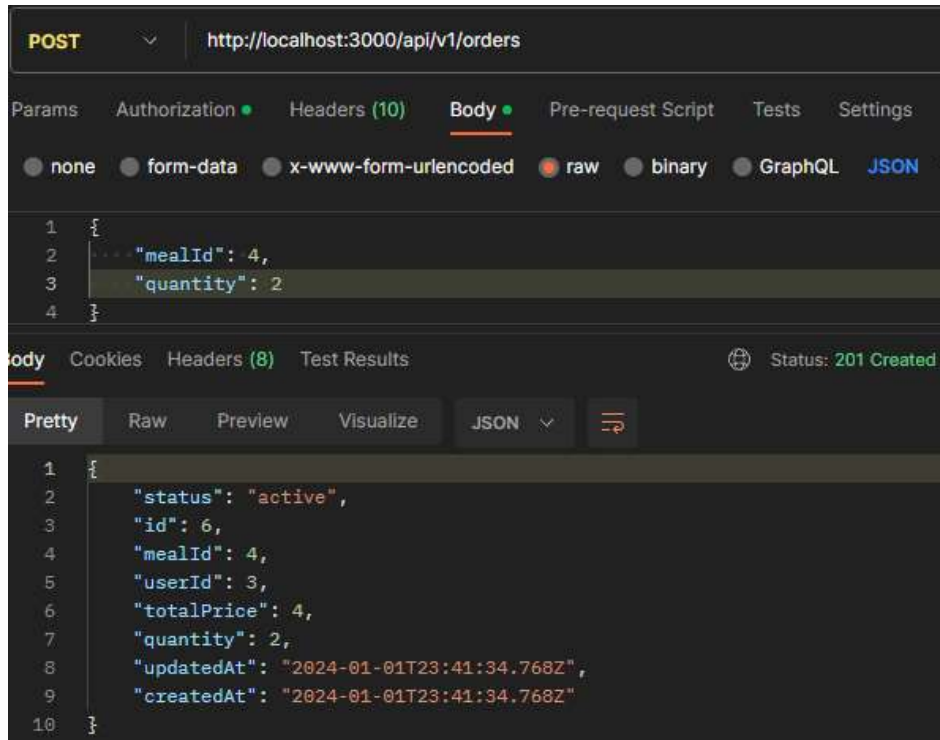 POST http://localhost:3000/api/v1/orders
Params Authorization Headers (10) Body Pre-request Script Tests Settings
none form-data x-www-form-urlencoded raw binary GraphQL JSON
1 {
2 "mealId": 4,
3 "quantity": 2
4 }
Body Cookies Headers (8) Test Results Status: 201 Created
Pretty Raw Preview Visualize JSON
1 {
2 "status": "active",
3 "id": 6,
4 "mealId": 4,
5 "userId": 3,
6 "totalPrice": 4,
7 "quantity": 2,
8 "updatedAt": "2024-01-01T23:41:34.768Z",
9 "createdAt": "2024-01-01T23:41:34.768Z"
10 }